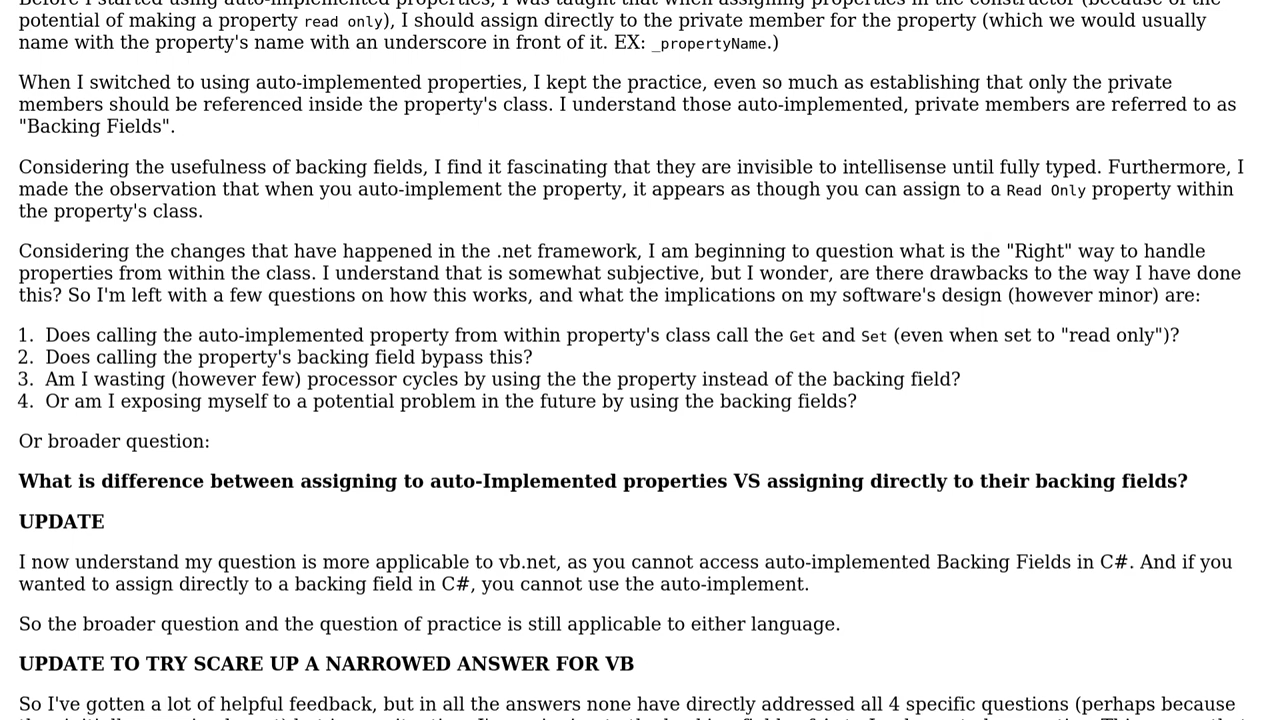 potential of making a property read only), I should assign directly to the private member for the property (which we would usually
name with the property's name with an underscore in front of it. EX: _propertyName.)
When I switched to using auto-implemented properties, I kept the practice, even so much as establishing that only the private
members should be referenced inside the property's class. I understand those auto-implemented, private members are referred to as
"Backing Fields".
Considering the usefulness of backing fields, I find it fascinating that they are invisible to intellisense until fully typed. Furthermore, I
made the observation that when you auto-implement the property, it appears as though you can assign to a Read Only property within
the property's class.
Considering the changes that have happened in the .net framework, I am beginning to question what is the "Right" way to handle
properties from within the class. I understand that is somewhat subjective, but I wonder, are there drawbacks to the way I have done
this? So I'm left with a few questions on how this works, and what the implications on my software's design (however minor) are:
1. Does calling the auto-implemented property from within property's class call the Get and Set (even when set to "read only")?
2. Does calling the property's backing field bypass this?
3. Am I wasting (however few) processor cycles by using the the property instead of the backing field?
4. Or am I exposing myself to a potential problem in the future by using the backing fields?
Or broader question:
What is difference between assigning to auto-Implemented properties VS assigning directly to their backing fields?
UPDATE
I now understand my question is more applicable to vb.net, as you cannot access auto-implemented Backing Fields in C#. And if you
wanted to assign directly to a backing field in C#, you cannot use the auto-implement.
So the broader question and the question of practice is still applicable to either language.
UPDATE TO TRY SCARE UP A NARROWED ANSWER FOR VB
So I've gotten a lot of helpful feedback, but in all the answers none have directly addressed all 4 specific questions (perhaps because